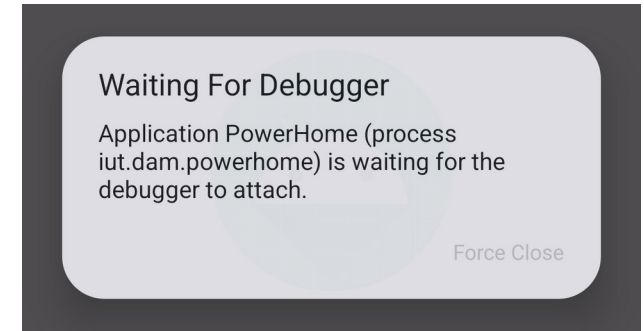 Waiting For Debugger
Application PowerHome (process
iut.dam.powerhome) is waiting for the
debugger to attach.
Force Close